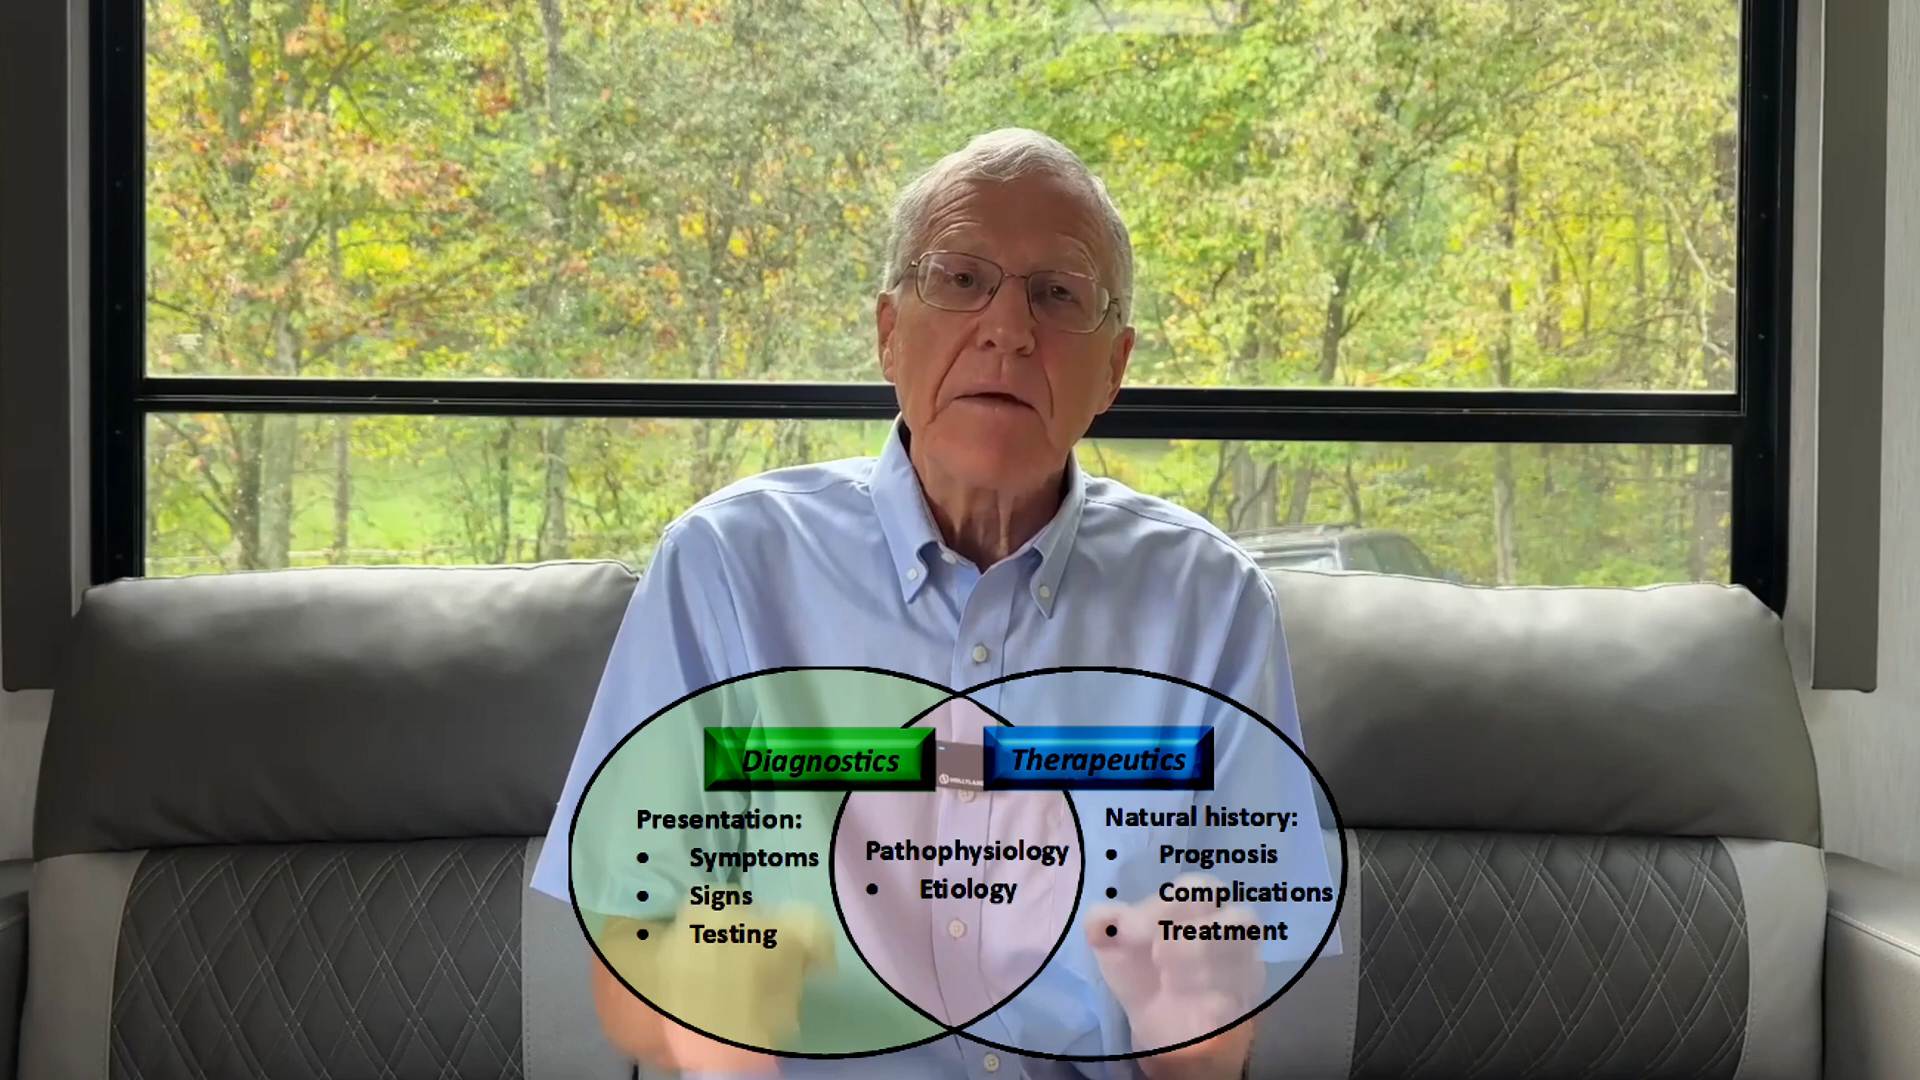 Diagnostics
Therapeutics
Presentation:
• Symptoms
• Signs
• Testing
Pathophysiology
• Etiology
Natural history:
• Prognosis
• Complications
• Treatment